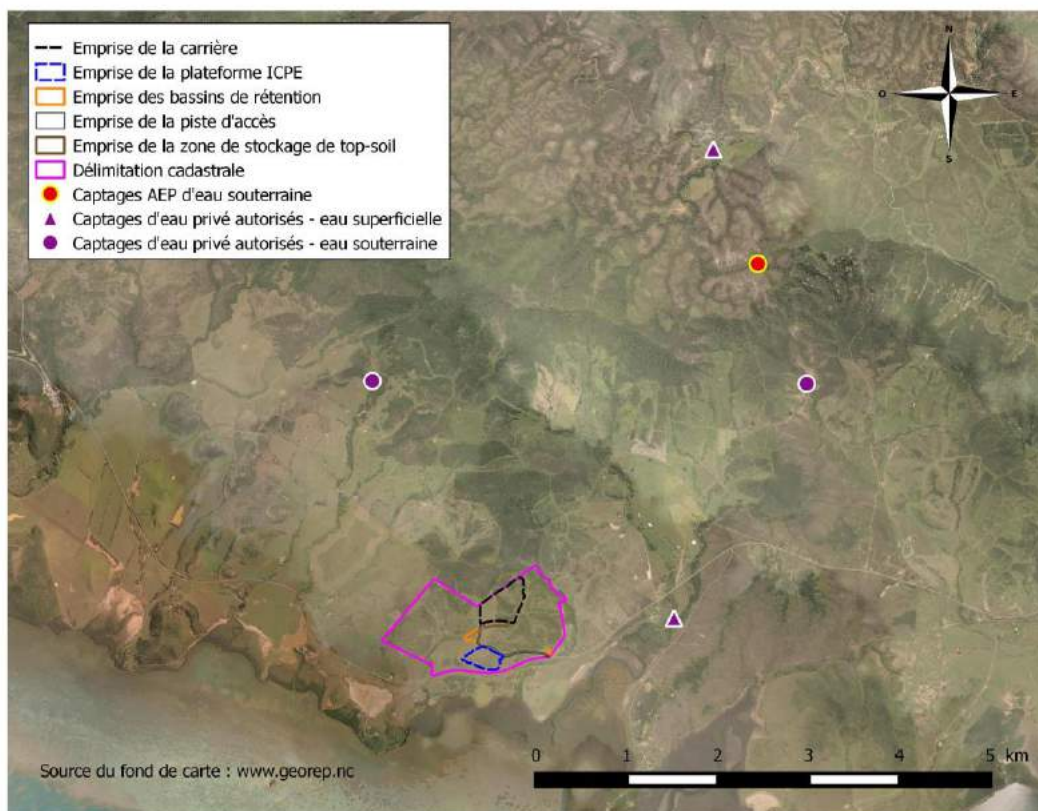 Emprise de la carrière
Emprise de la plateforme ICPE
Emprise des bassins de rétention
Emprise de la piste d'accès
Emprise de la zone de stockage de top-soil
Délimitation cadastrale
Captages AEP d'eau souterraine
Captages d'eau privé autorisés - eau superficielle
Captages d'eau privé autorisés - eau souterraine
N
O
E
S
0 1 2 3 4 5 km
Source du fond de carte : www.georep.nc